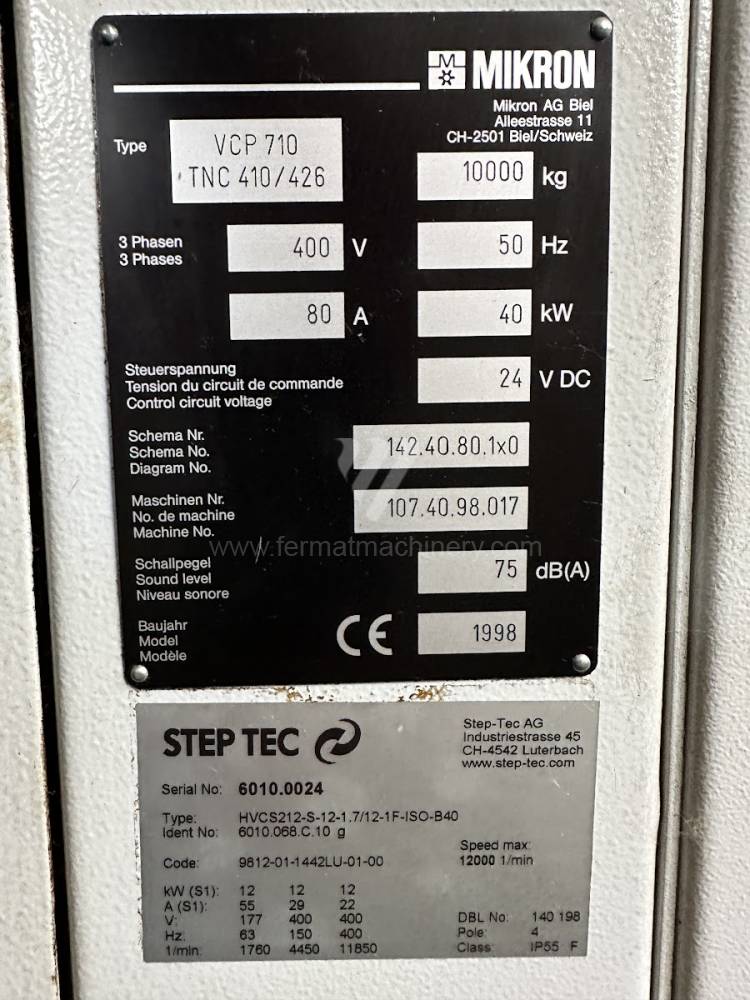 MIKRON
Mikron AG Biel
Alleestrasse 11
CH-2501 Biel/Schweiz
Type VCP 710
TNC 410/426
10000 kg
3 Phasen
3 Phases
400 V
50 Hz
80 A
40 kW
Steuerspannung
Tension du circuit de commande
Control circuit voltage
24 V DC
Schema Nr.
Schema No.
Diagram No.
142.40.80.1x0
Maschinen Nr.
No. de machine
Machine No.
107.40.98.017
www.fermatmachinery.com
Schallpegel
Sound level
Niveau sonore
75 dB(A)
Baujahr
Model
Modèle
CE
1998
STEP TEC
Step-Tec AG
Industriestrasse 45
CH-4542 Luterbach
www.step-tec.com
Serial No: 6010.0024
Type: HVCS212-S-12-1.7/12-1F-ISO-B40
Ident No: 6010.068.C.10 g
Speed max:
Code: 9812-01-1442LU-01-00 12000 1/min
kW (S1): 12 12 12
A (S1): 55 29 22
V: 177 400 400 DBL No: 140 198
Hz: 63 150 400 Pole: 4
1/min: 1760 4450 11850 Class: IP55 F